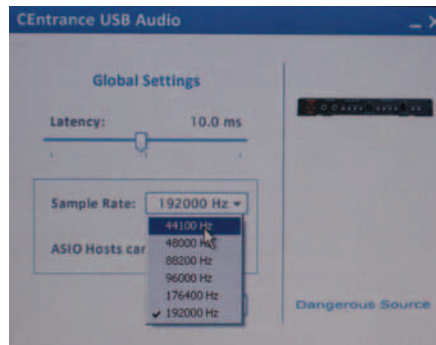 CEntrance USB Audio
Global Settings
Latency: 10.0 ms
Sample Rate: 192000 Hz
44100 Hz
48000 Hz
ASIO Hosts car
88200 Hz
96000 Hz
176400 Hz
✓ 192000 Hz
Dangerous Source